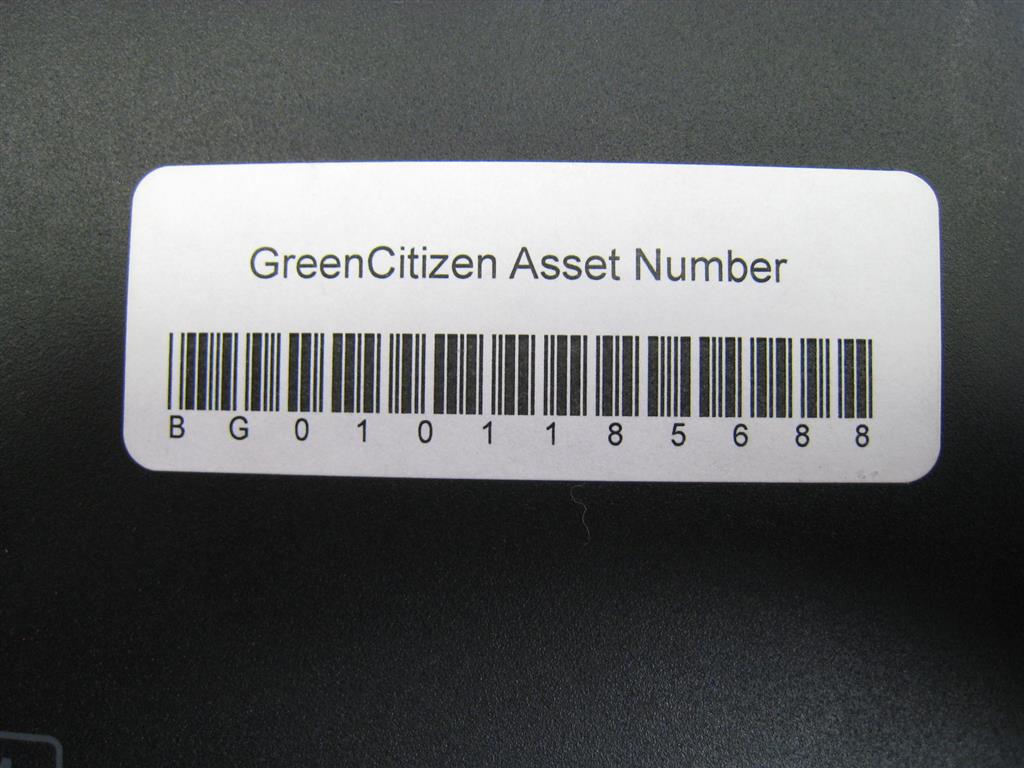 GreenCitizen Asset Number
B G 0 1 0 1 1 8 5 6 8 8